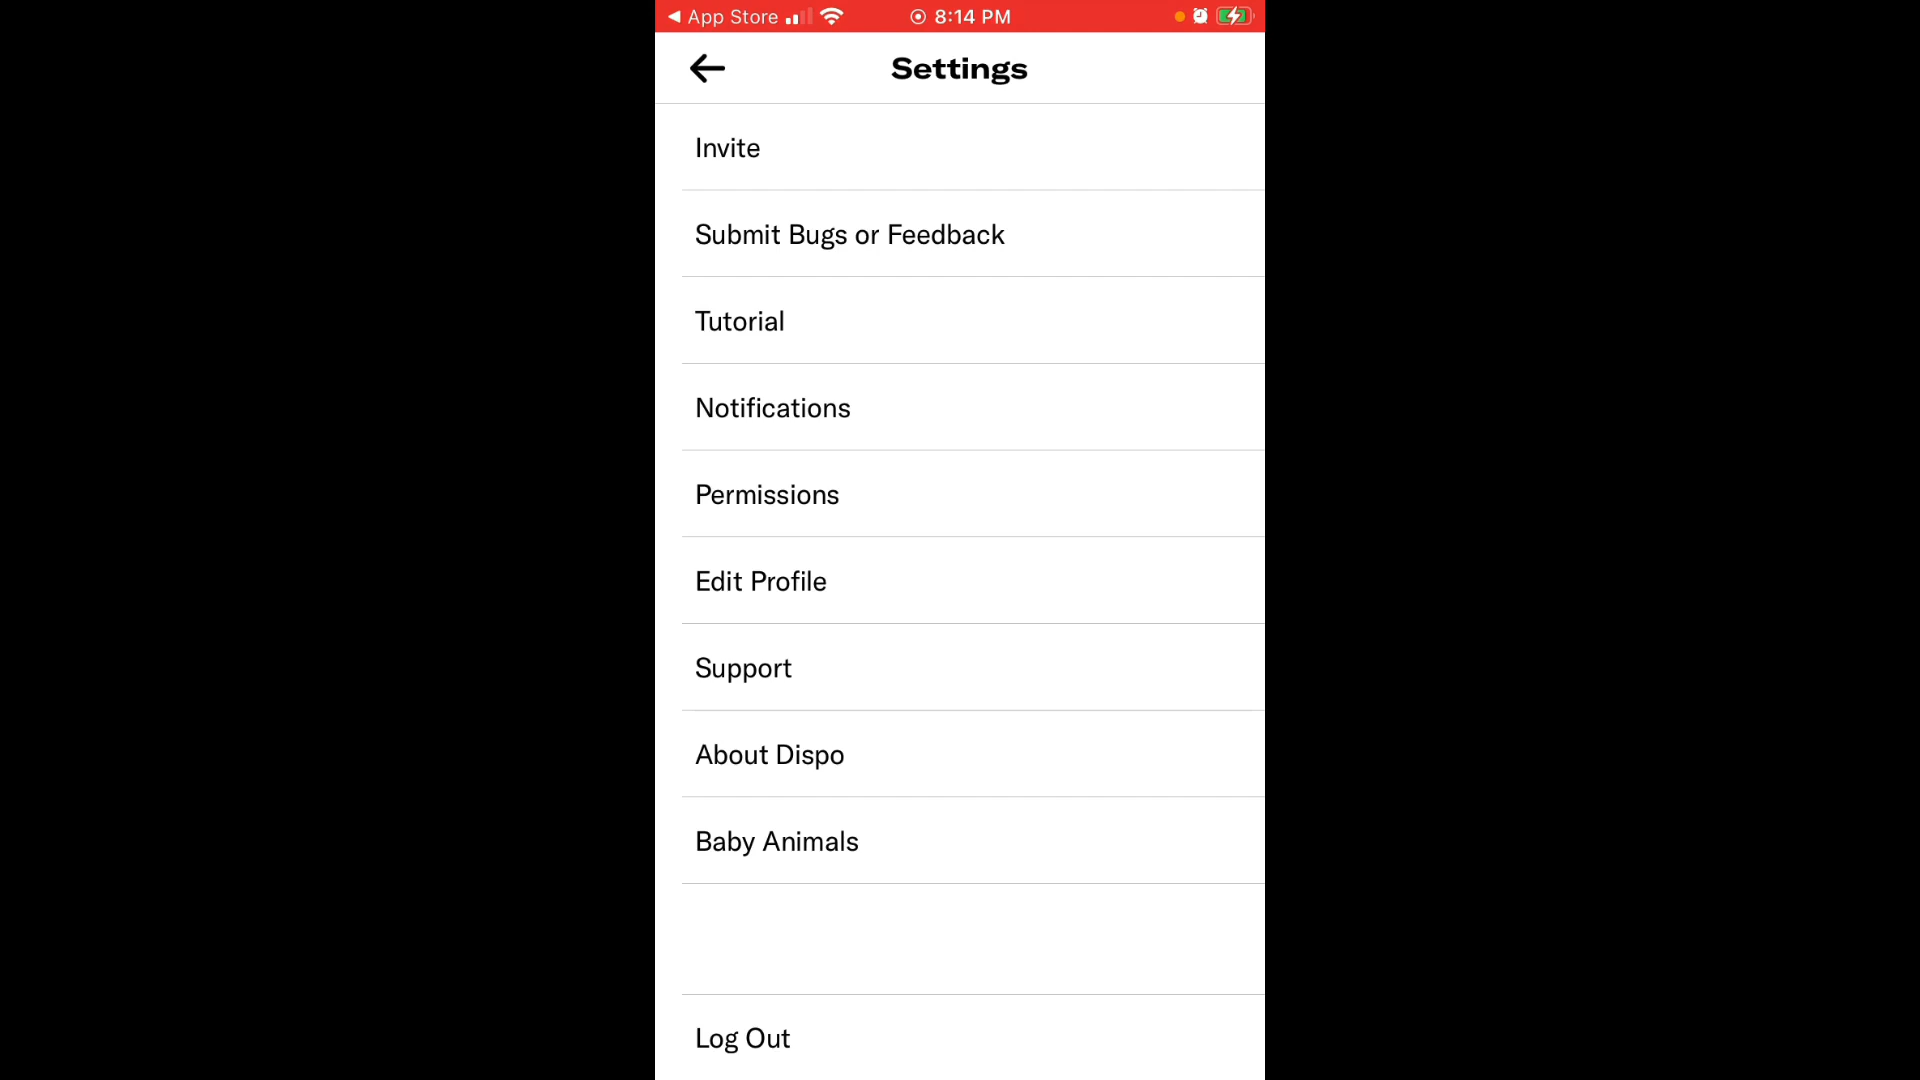 App Store 8:14 PM
Settings
Invite
Submit Bugs or Feedback
Tutorial
Notifications
Permissions
Edit Profile
Support
About Dispo
Baby Animals
Log Out